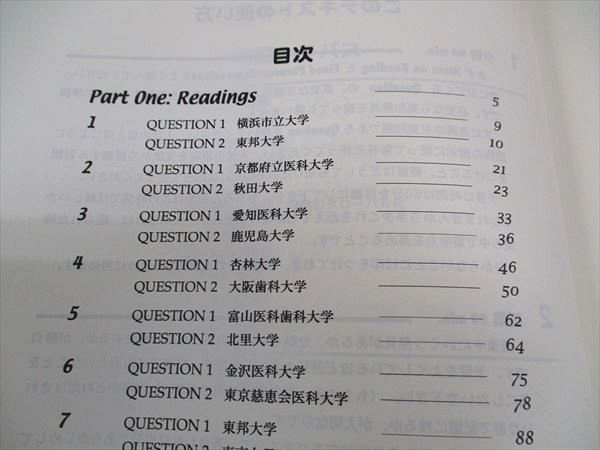 目次
Part One: Readings 5
1 QUESTION 1 横浜市立大学 9
QUESTION 2 東邦大学 10
2 QUESTION 1 京都府立医科大学 21
QUESTION 2 秋田大学 23
3 QUESTION 1 愛知医科大学 33
QUESTION 2 鹿児島大学 36
4 QUESTION 1 杏林大学 46
QUESTION 2 大阪歯科大学 50
5 QUESTION 1 富山医科歯科大学 62
QUESTION 2 北里大学 64
6 QUESTION 1 金沢医科大学 75
QUESTION 2 東京慈恵会医科大学 78
7 QUESTION 1 東邦大学 88